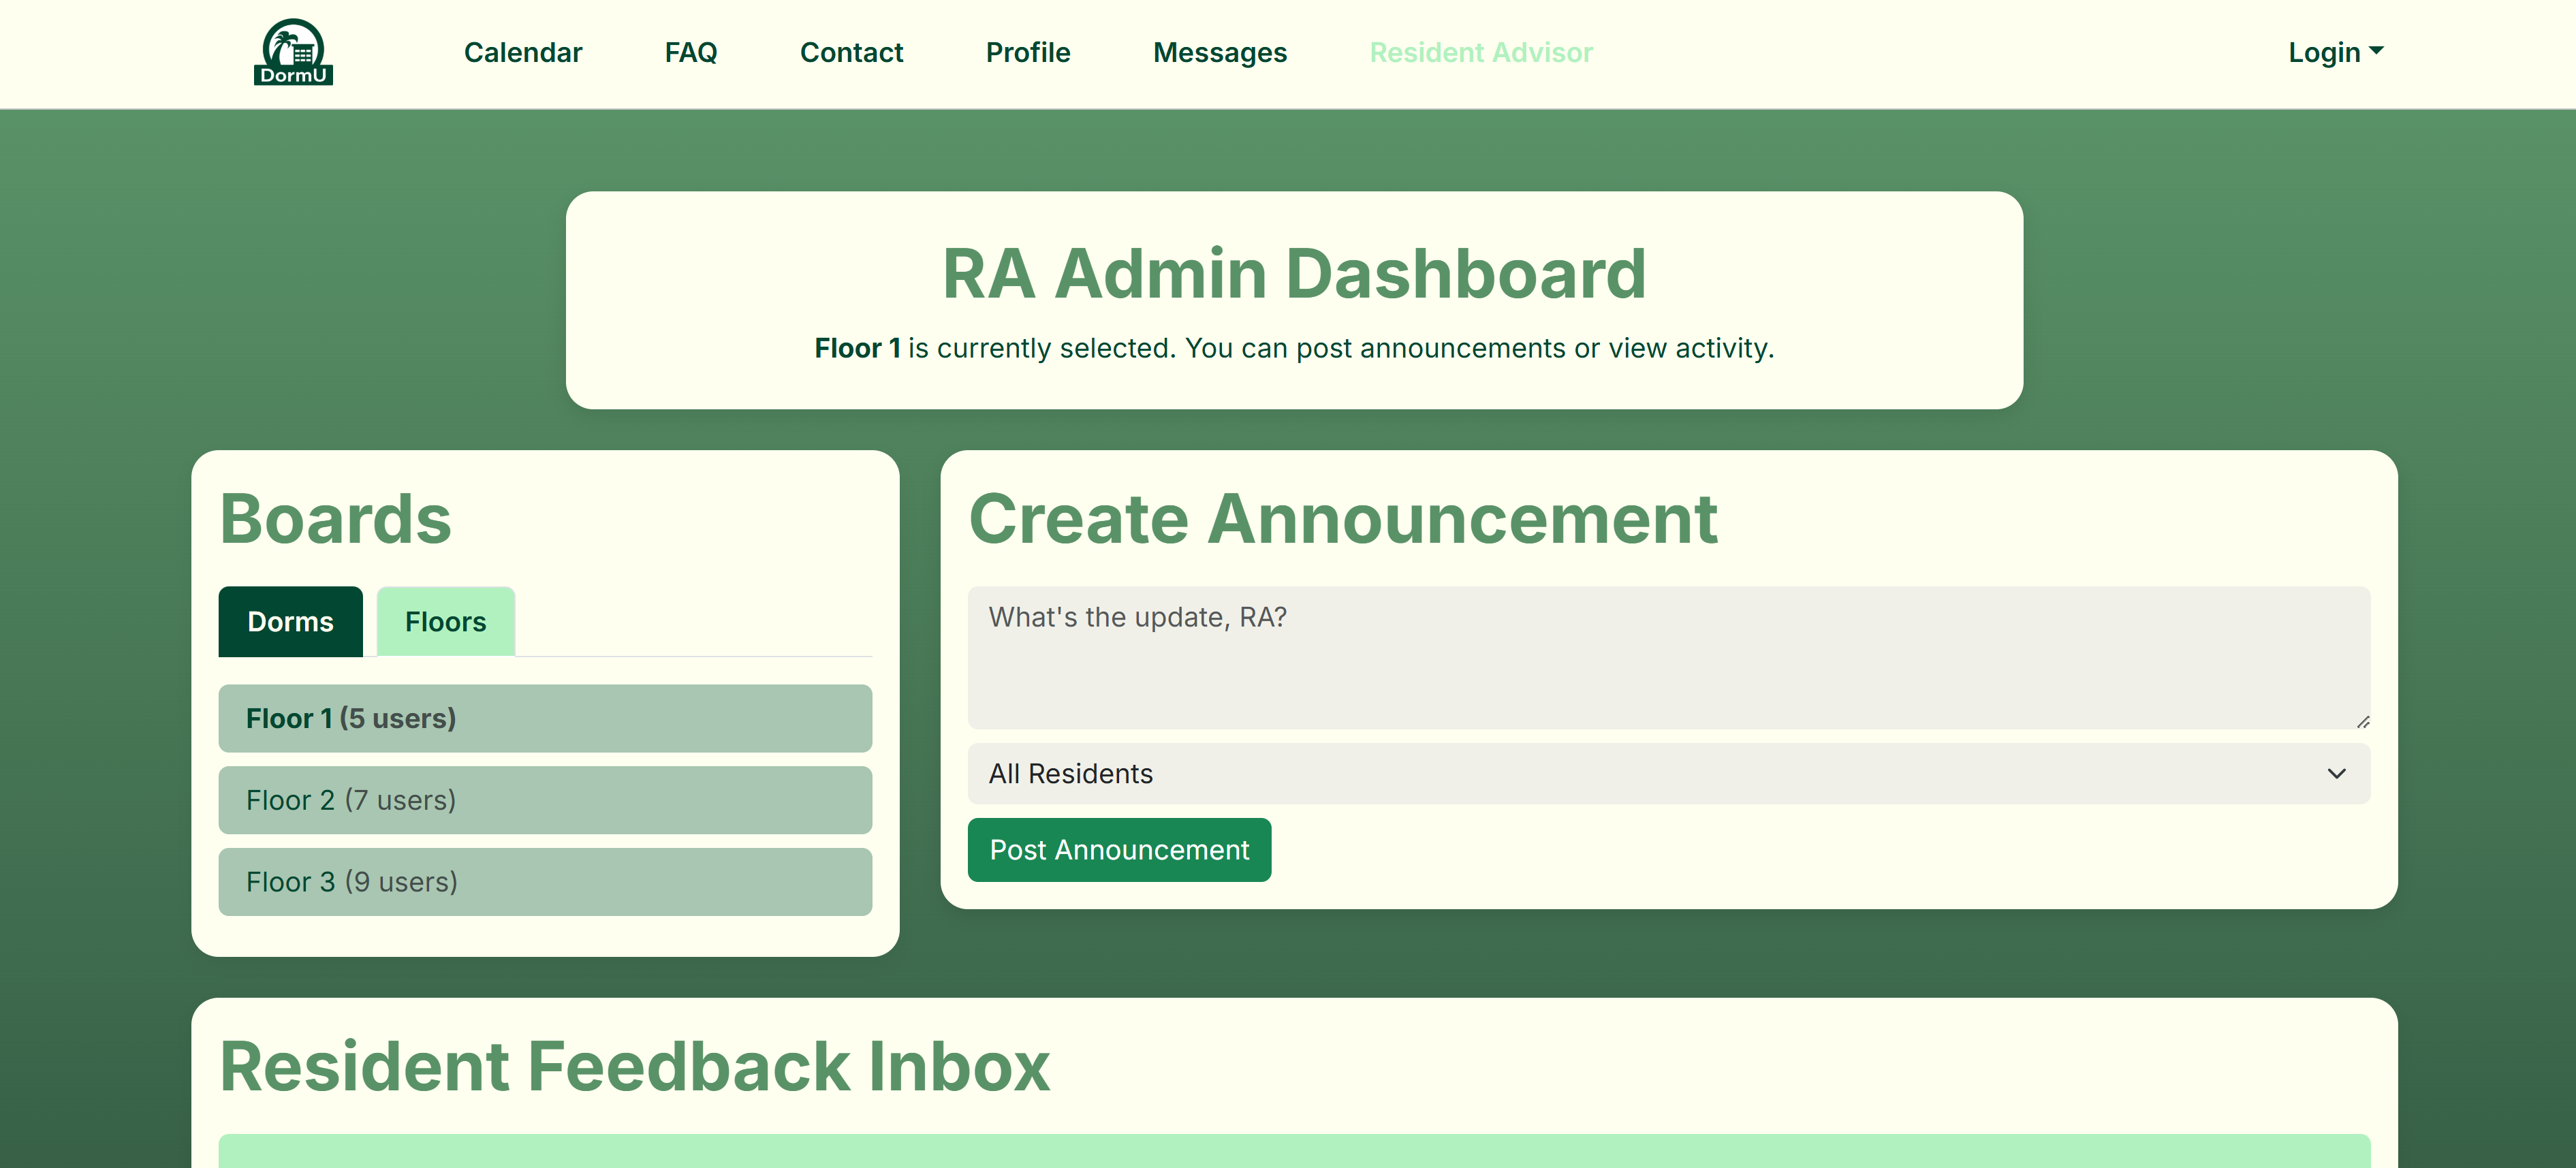 DormU
Calendar FAQ Contact Profile Messages Resident Advisor Login
RA Admin Dashboard
Floor 1 is currently selected. You can post announcements or view activity.
Boards
Dorms Floors
Floor 1 (5 users)
Floor 2 (7 users)
Floor 3 (9 users)
Create Announcement
What's the update, RA?
All Residents
Post Announcement
Resident Feedback Inbox